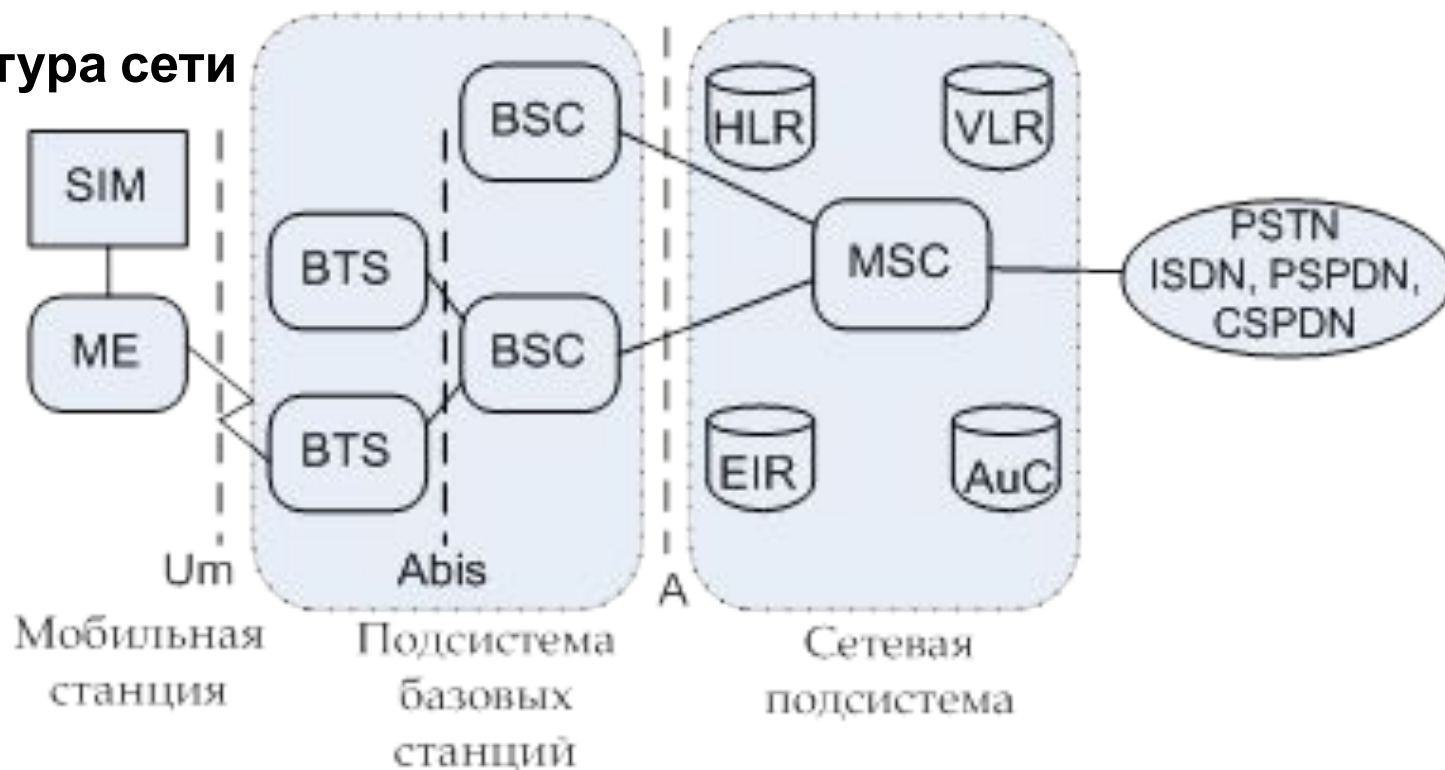 тура сети
SIM
ME
BTS
BTS
BSC
BSC
HLR
VLR
MSC
EIR
AuC
PSTN
ISDN, PSPDN,
CSPDN
Um
Abis
A
Мобильная
станция
Подсистема
базовых
станций
Сетевая
подсистема